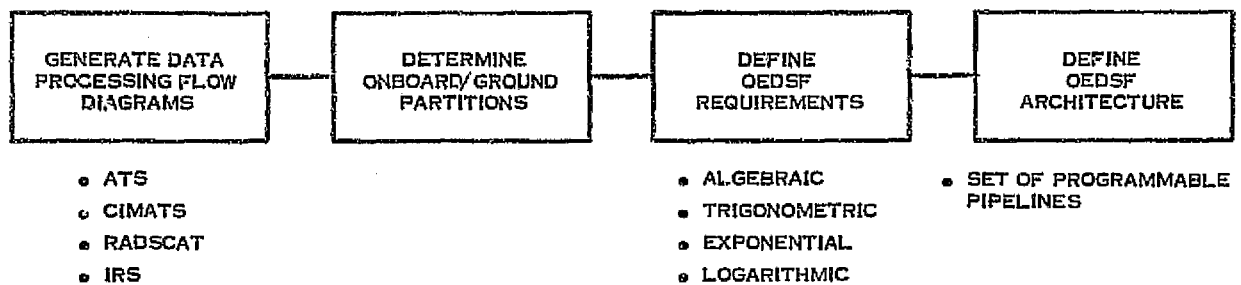 GENERATE DATA
PROCESSING FLOW
DIAGRAMS
DETERMINE
ONBOARD/GROUND
PARTITIONS
DEFINE
OEDSF
REQUIREMENTS
DEFINE
OEDSF
ARCHITECTURE
• ATS
• CIMATS
• RADSCAT
• IRS
• ALGEBRAIC
• TRIGONOMETRIC
• EXPONENTIAL
• LOGARITHMIC
• SET OF PROGRAMMABLE
PIPELINES